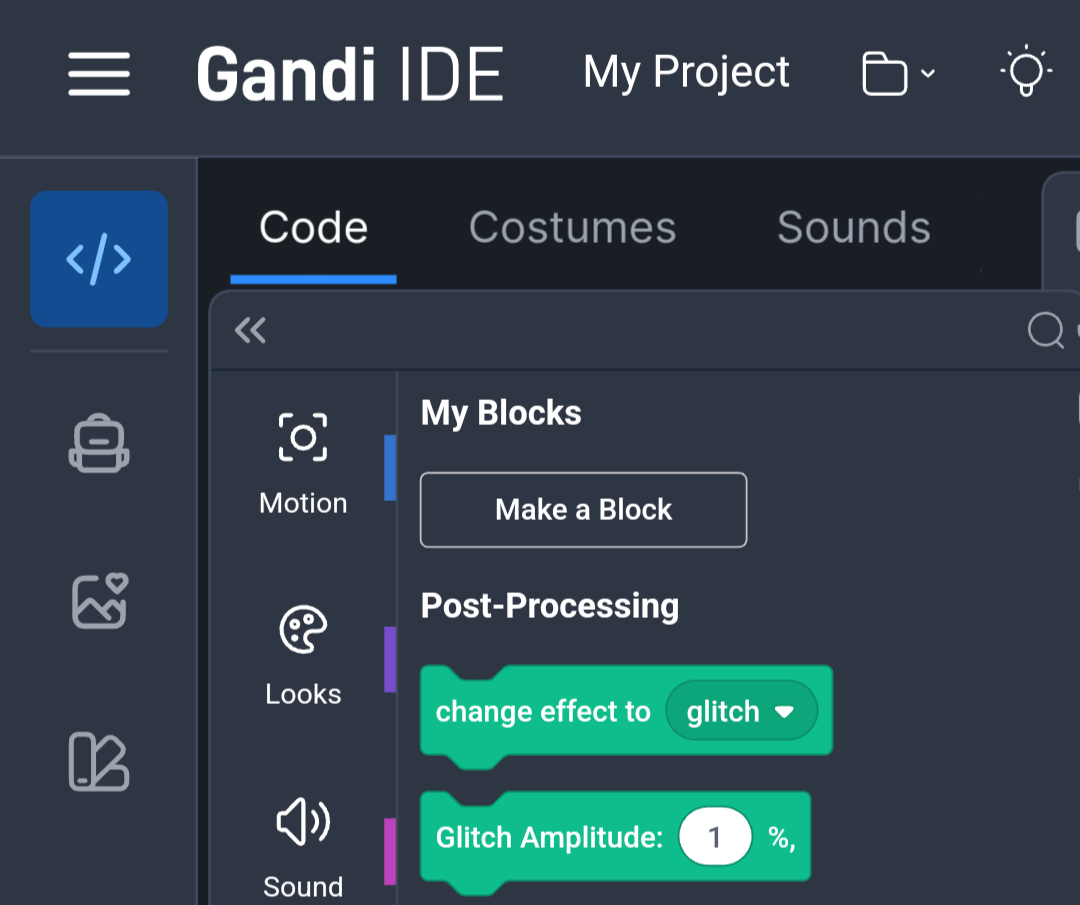 Gandi IDE
My Project
Code
Costumes
Sounds
Motion
Looks
Sound
My Blocks
Make a Block
Post-Processing
change effect to glitch
Glitch Amplitude: 1 %,